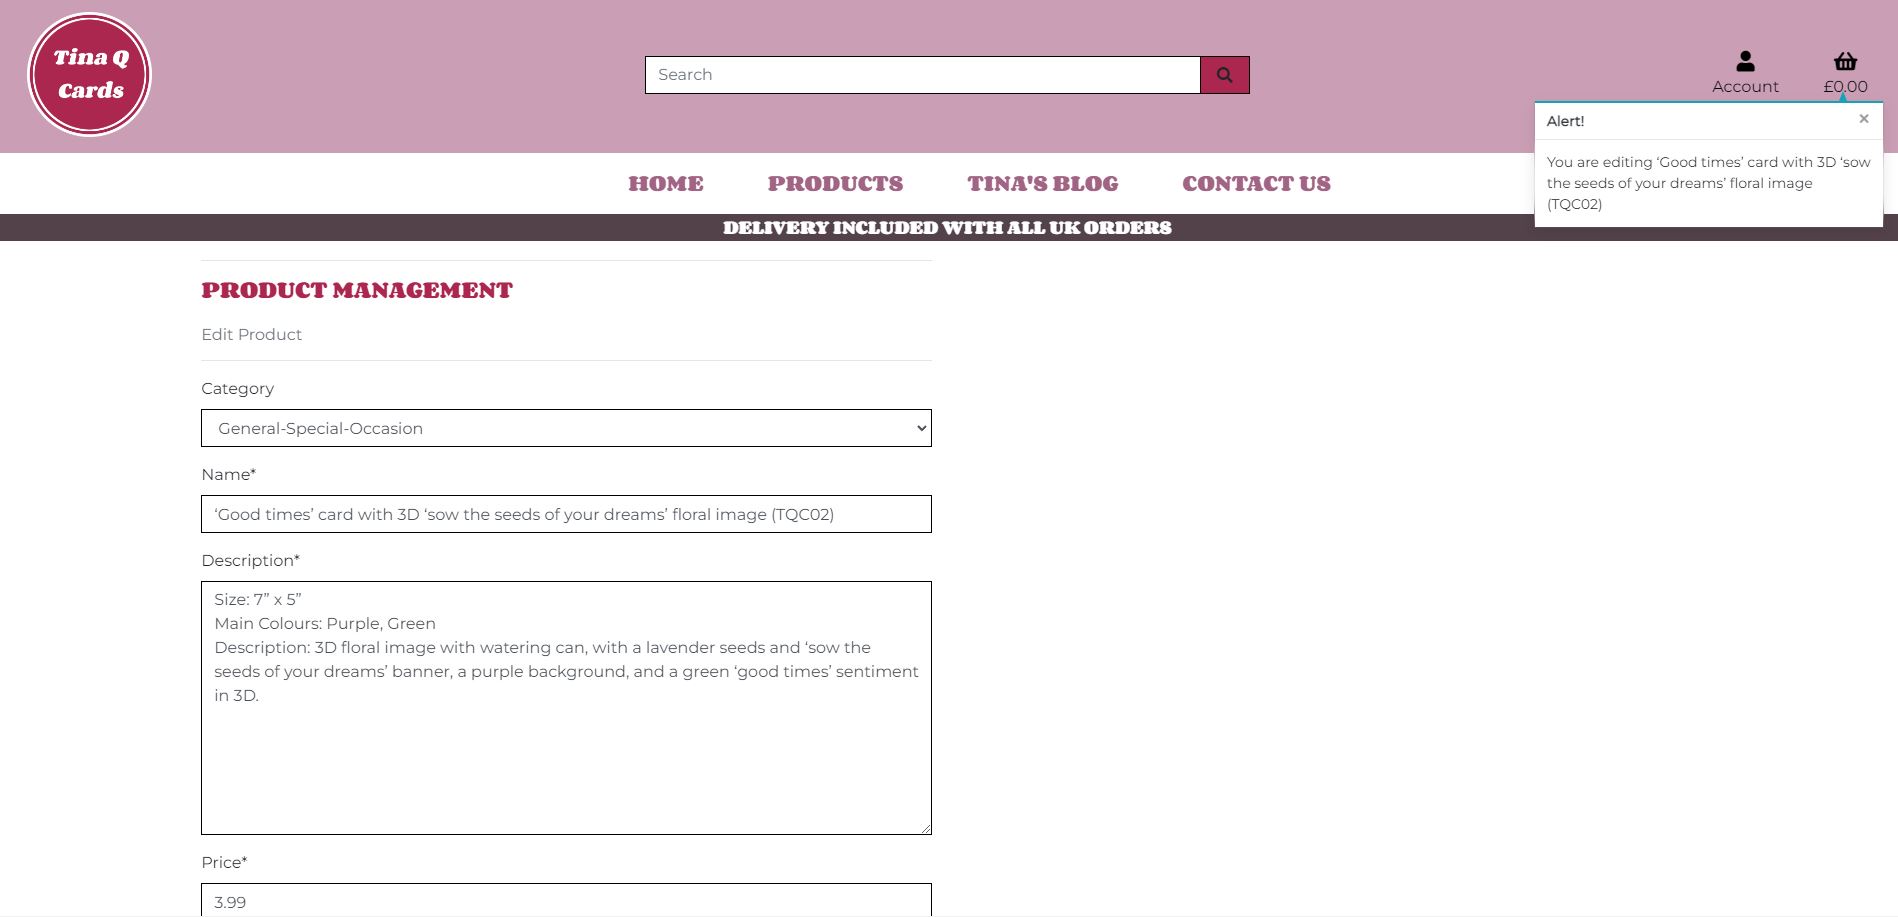 Tina Q
Cards
Search
Account
£0.00
Alert!
×
You are editing ‘Good times’ card with 3D ‘sow
the seeds of your dreams’ floral image
(TQC02)
HOME
PRODUCTS
TINA'S BLOG
CONTACT US
DELIVERY INCLUDED WITH ALL UK ORDERS
PRODUCT MANAGEMENT
Edit Product
Category
General-Special-Occasion
Name*
‘Good times’ card with 3D ‘sow the seeds of your dreams’ floral image (TQC02)
Description*
Size: 7” x 5”
Main Colours: Purple, Green
Description: 3D floral image with watering can, with a lavender seeds and ‘sow the
seeds of your dreams’ banner, a purple background, and a green ‘good times’ sentiment
in 3D.
Price*
3.99